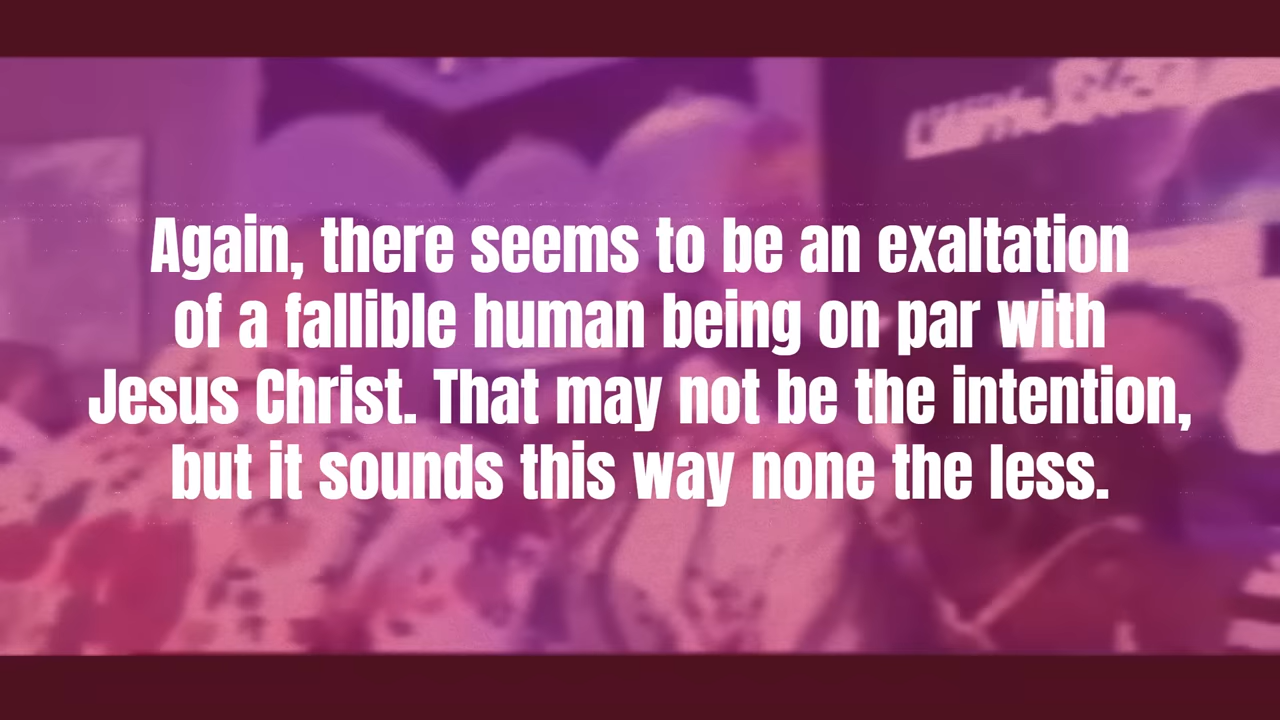 Again, there seems to be an exaltation
of a fallible human being on par with
Jesus Christ. That may not be the intention,
but it sounds this way none the less.